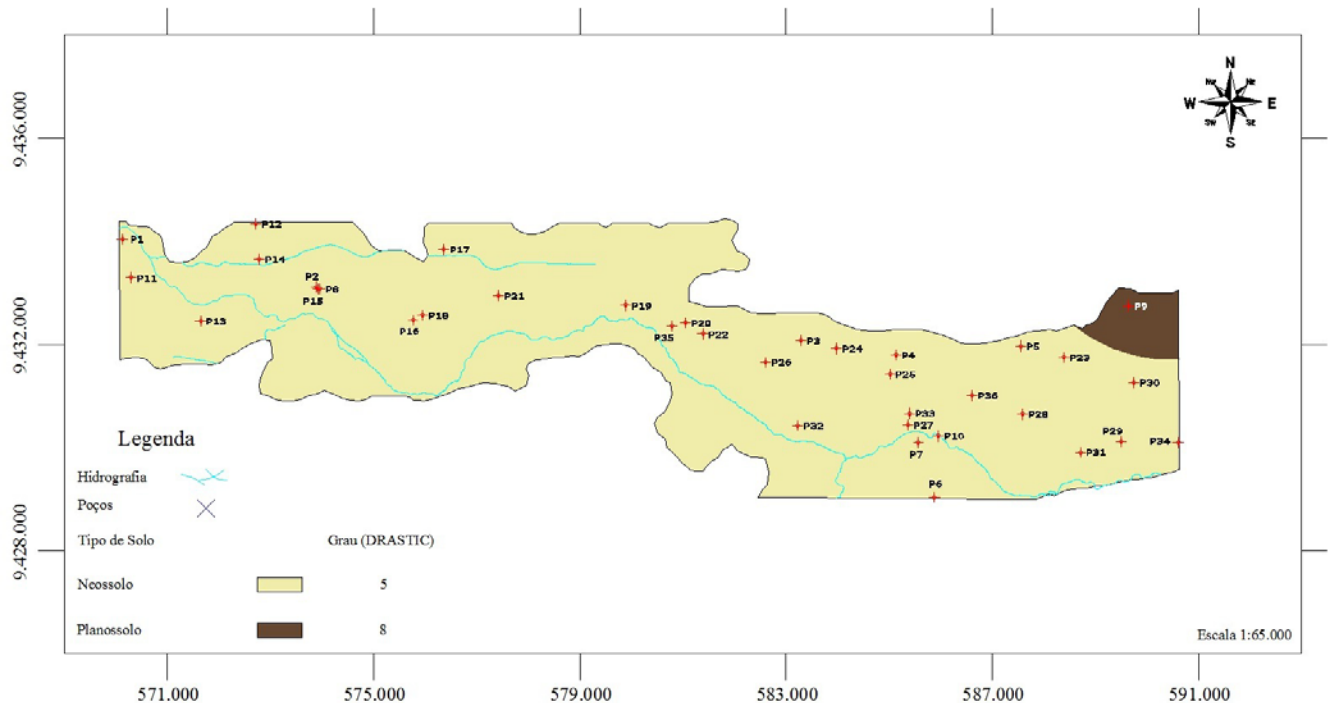 N
Nw
Ne
W
E
Sw
St
S
9.436.000
9.432.000
9.428.000
P12
P1
P17
P14
P11
P2
P8
P15
P21
P9
P13
P18
P16
P19
P20
P35
P22
P3
P24
P4
P5
P23
P26
P25
P30
P36
P33
P28
P32
P27
P10
P7
P29
P34
P31
P6
Legenda
Hidrografia
Poços
Tipo de Solo Grau (DRASTIC)
Neossolo 5
Planossolo 8
Escala 1:65.000
571.000 575.000 579.000 583.000 587.000 591.000